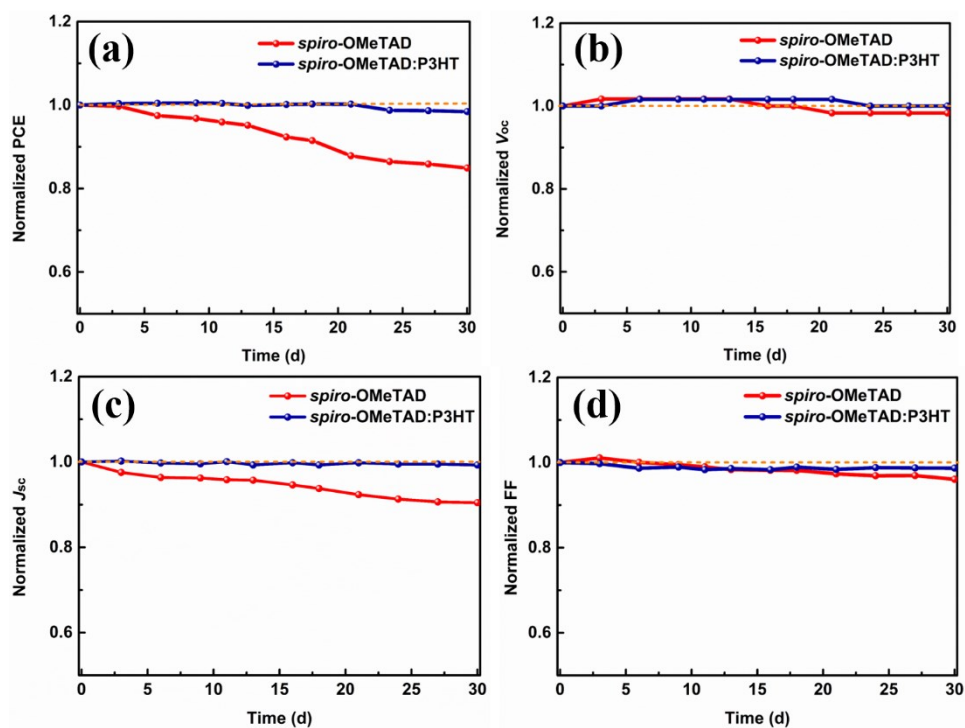 (a)
spiro-OMeTAD
spiro-OMeTAD:P3HT
Normalized PCE
1.2
1.0
0.8
0.6
0 5 10 15 20 25 30
Time (d)
(b)
spiro-OMeTAD
spiro-OMeTAD:P3HT
Normalized Voc
1.2
1.0
0.8
0.6
0 5 10 15 20 25 30
Time (d)
(c)
spiro-OMeTAD
spiro-OMeTAD:P3HT
Normalized Jsc
1.2
1.0
0.8
0.6
0 5 10 15 20 25 30
Time (d)
(d)
spiro-OMeTAD
spiro-OMeTAD:P3HT
Normalized FF
1.2
1.0
0.8
0.6
0 5 10 15 20 25 30
Time (d)